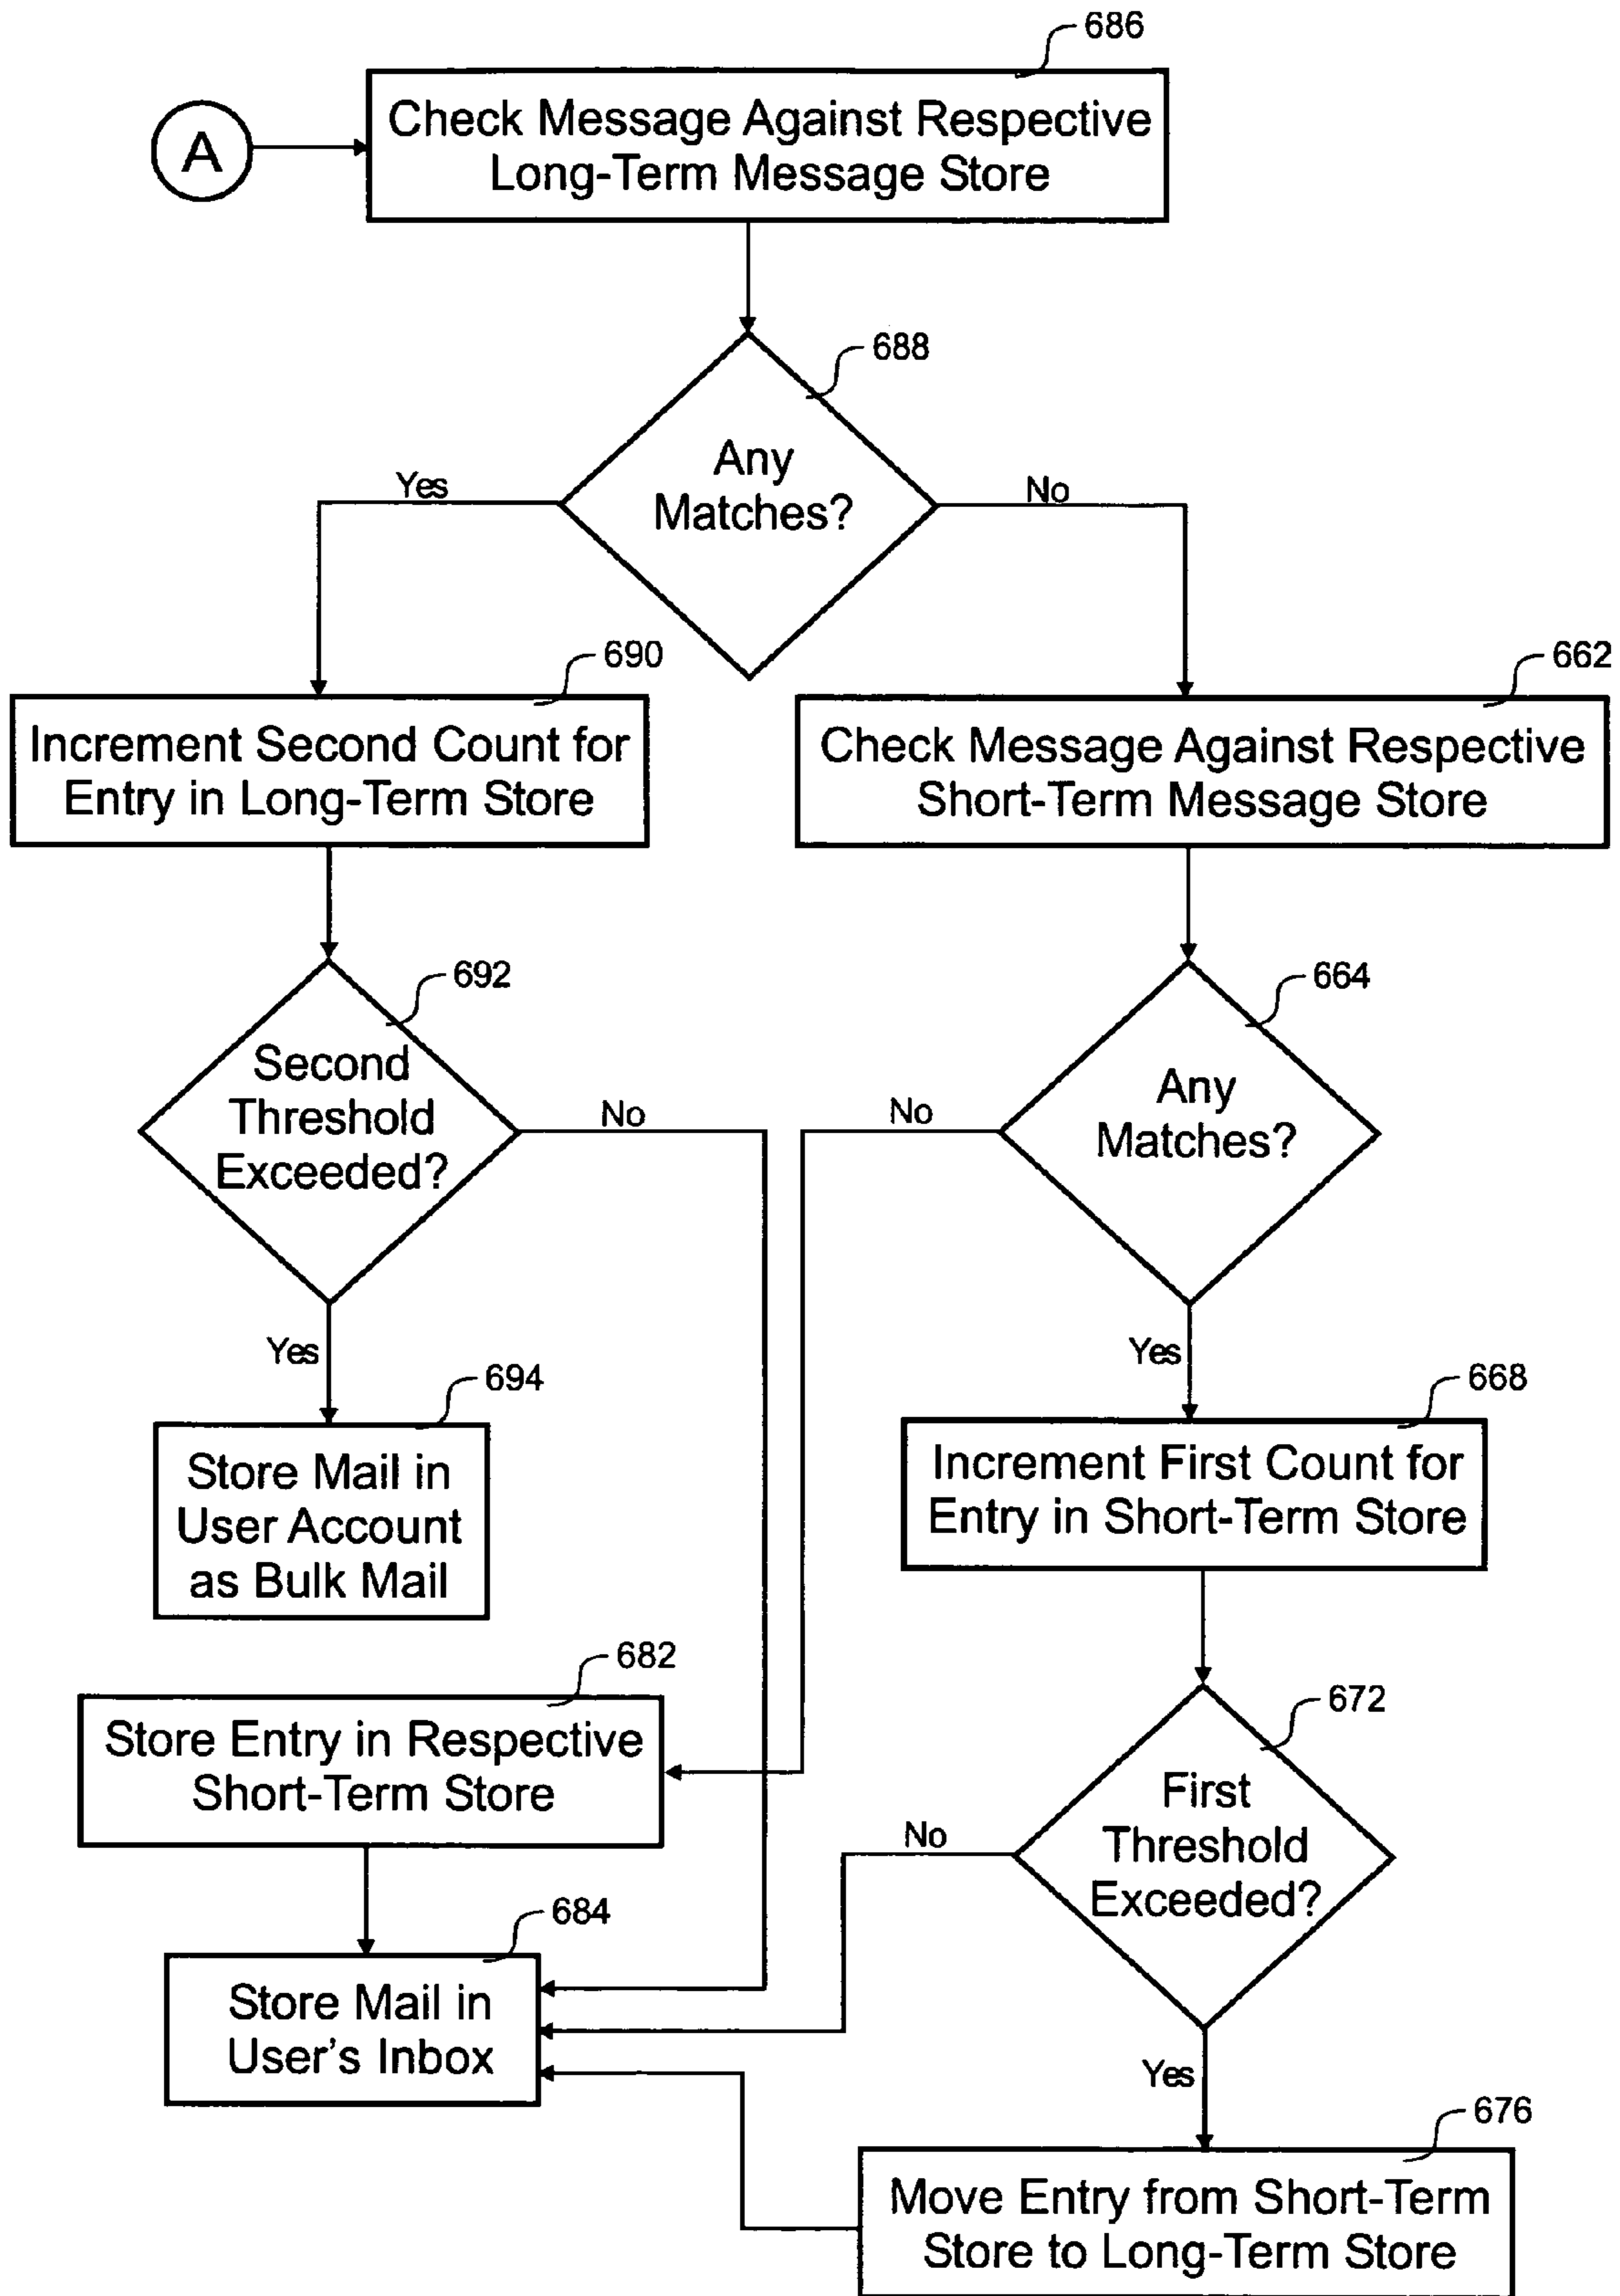 686
A
Check Message Against Respective
Long-Term Message Store
688
Any
Matches?
Yes
No
690
662
Increment Second Count for
Entry in Long-Term Store
Check Message Against Respective
Short-Term Message Store
692
664
Second
Threshold
Exceeded?
No
No
Any
Matches?
Yes
Yes
694
668
Store Mail in
User Account
as Bulk Mail
Increment First Count for
Entry in Short-Term Store
682
672
Store Entry in Respective
Short-Term Store
First
Threshold
Exceeded?
No
684
Store Mail in
User's Inbox
Yes
676
Move Entry from Short-Term
Store to Long-Term Store